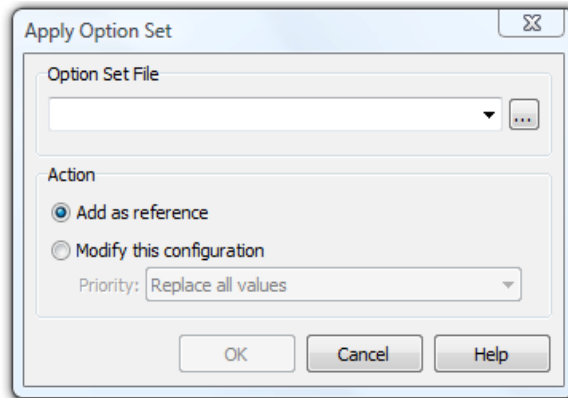 Apply Option Set
Option Set File
...
Action
Add as reference
Modify this configuration
Priority: Replace all values
OK Cancel Help